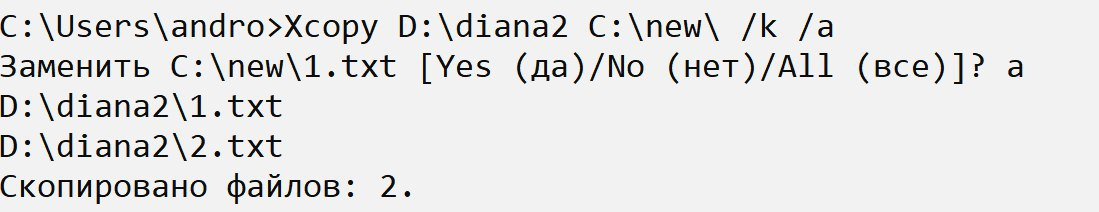 C:\Users\andro>Xcopy D:\diana2 C:\new\ /k /a
Заменить C:\new\1.txt [Yes (да)/No (нет)/All (все)]? a
D:\diana2\1.txt
D:\diana2\2.txt
Скопировано файлов: 2.